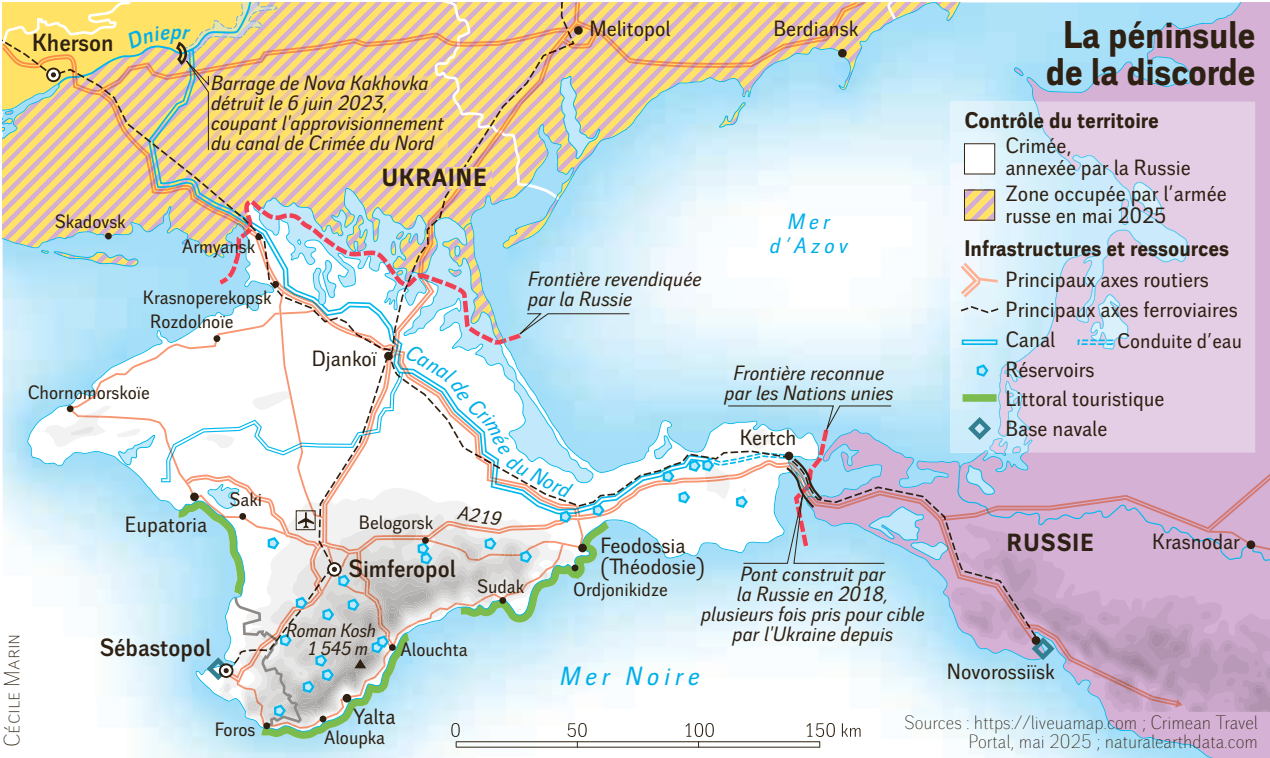 La péninsule
de la discorde
Contrôle du territoire
Crimée,
annexée par la Russie
Zone occupée par l'armée
russe en mai 2025
Infrastructures et ressources
Principaux axes routiers
Principaux axes ferroviaires
Canal
Conduite d'eau
Réservoirs
Littoral touristique
Base navale
Kherson
Dniepr
Melitopol
Berdiansk
Barrage de Nova Kakhovka
détruit le 6 juin 2023,
coupant l'approvisionnement
du canal de Crimée du Nord
UKRAINE
Skadovsk
Armyansk
Mer
d'Azov
Frontière revendiquée
par la Russie
Krasnoperekopsk
Rozdolnoïe
Djankoï
Canal de Crimée du Nord
Chornomorskoïe
Frontière reconnue
par les Nations unies
Kertch
Saki
Eupatoria
Belogorsk
A219
Feodossia
(Théodosie)
Ordjonikidze
Simferopol
Sudak
RUSSIE
Krasnodar
Pont construit par
la Russie en 2018,
plusieurs fois pris pour cible
par l'Ukraine depuis
Roman Kosh
1 545 m
Sébastopol
Alouchta
Mer Noire
Novorossiïsk
Yalta
Foros
Aloupka
0 50 100 150 km
Sources : https://liveuamap.com ; Crimean Travel
Portal, mai 2025 ; naturalearthdata.com
CÉCILE MARIN